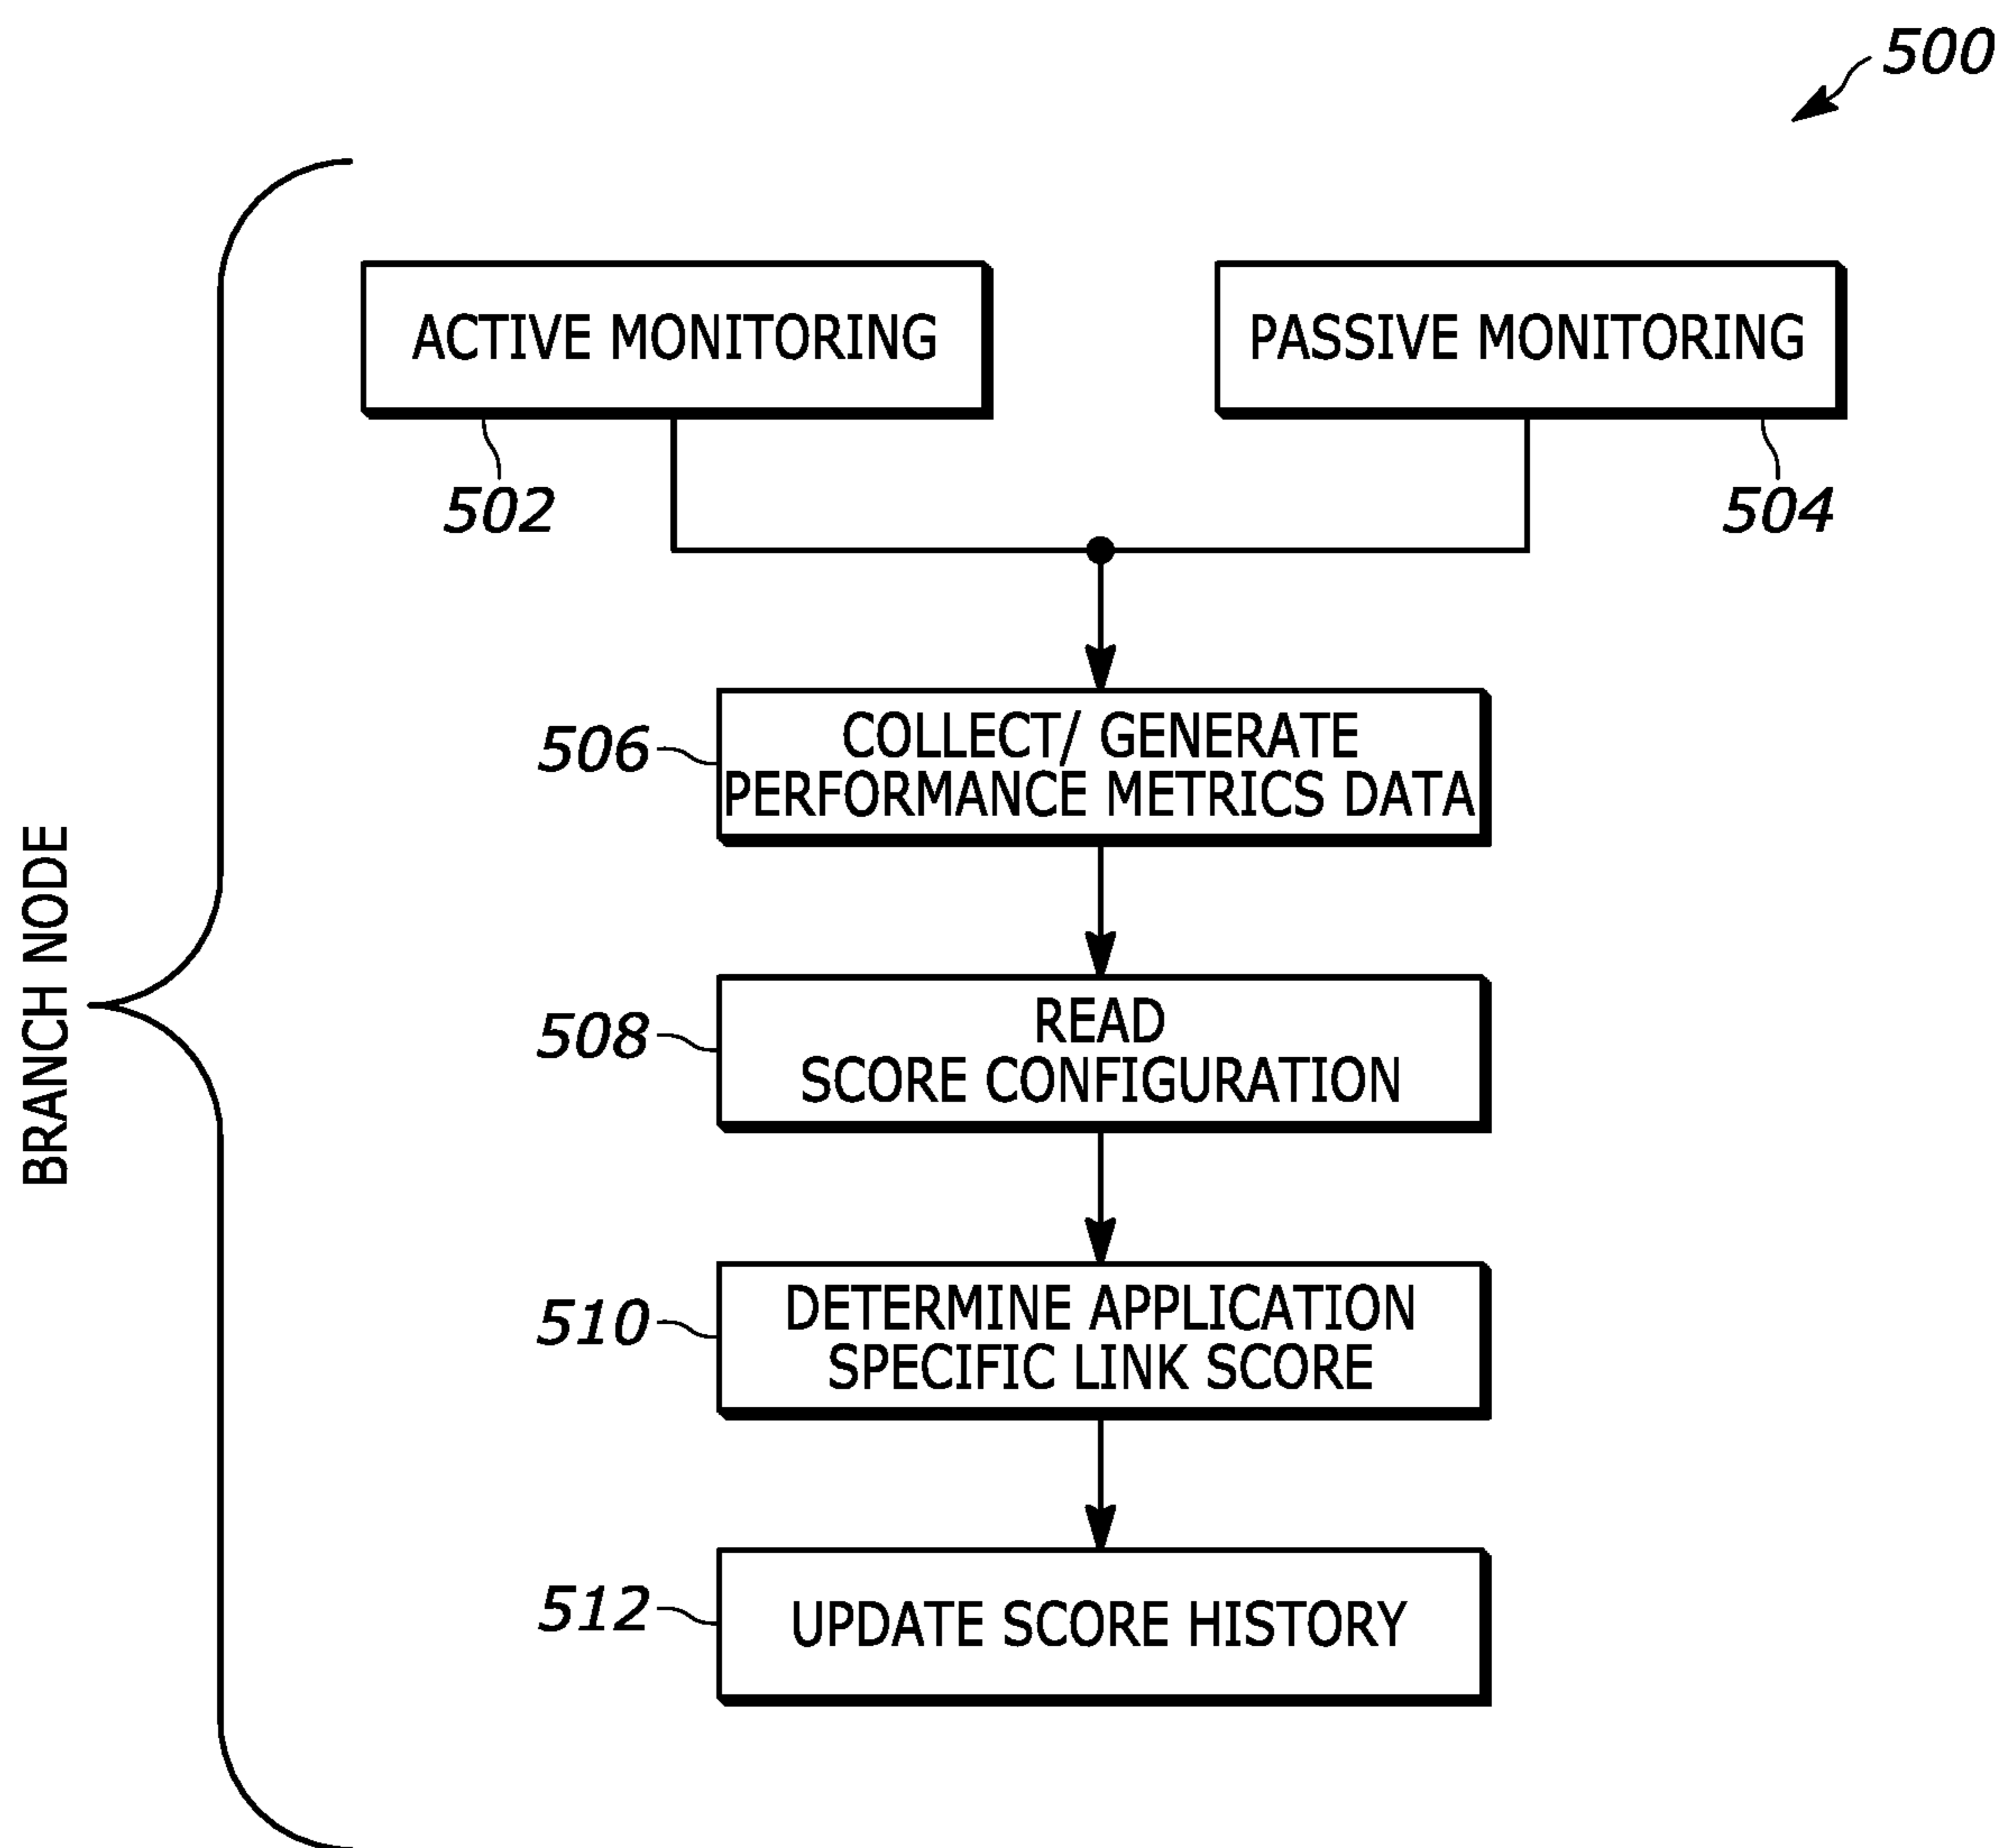 500
ACTIVE MONITORING
PASSIVE MONITORING
502
504
506
COLLECT/ GENERATE
PERFORMANCE METRICS DATA
508
READ
SCORE CONFIGURATION
510
DETERMINE APPLICATION
SPECIFIC LINK SCORE
512
UPDATE SCORE HISTORY
BRANCH NODE